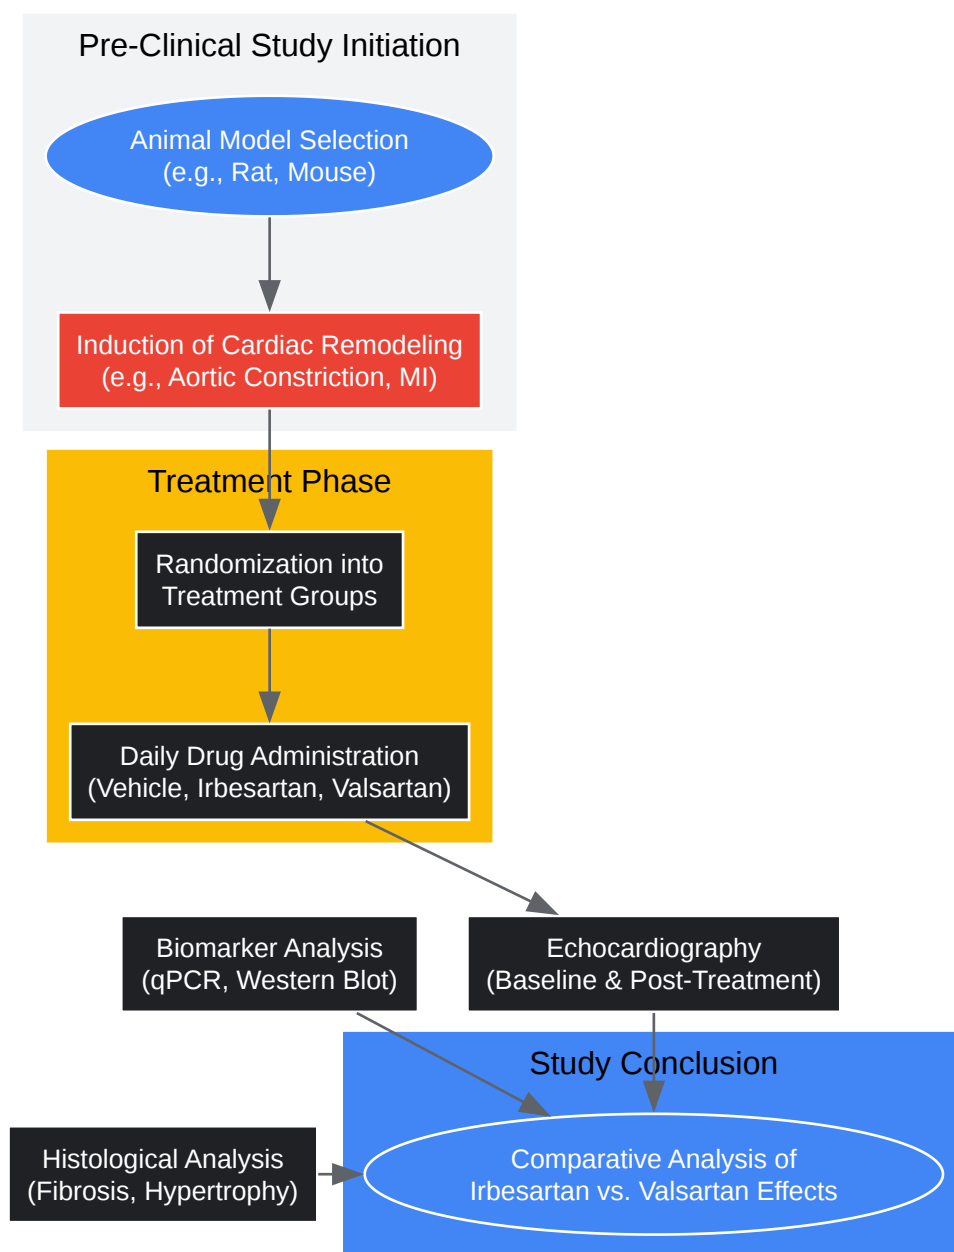 Pre-Clinical Study Initiation
Animal Model Selection
(e.g., Rat, Mouse)
Induction of Cardiac Remodeling
(e.g., Aortic Constriction, MI)
Treatment Phase
Randomization into
Treatment Groups
Daily Drug Administration
(Vehicle, Irbesartan, Valsartan)
Biomarker Analysis
(qPCR, Western Blot)
Echocardiography
(Baseline & Post-Treatment)
Study Conclusion
Histological Analysis
(Fibrosis, Hypertrophy)
Comparative Analysis of
Irbesartan vs. Valsartan Effects